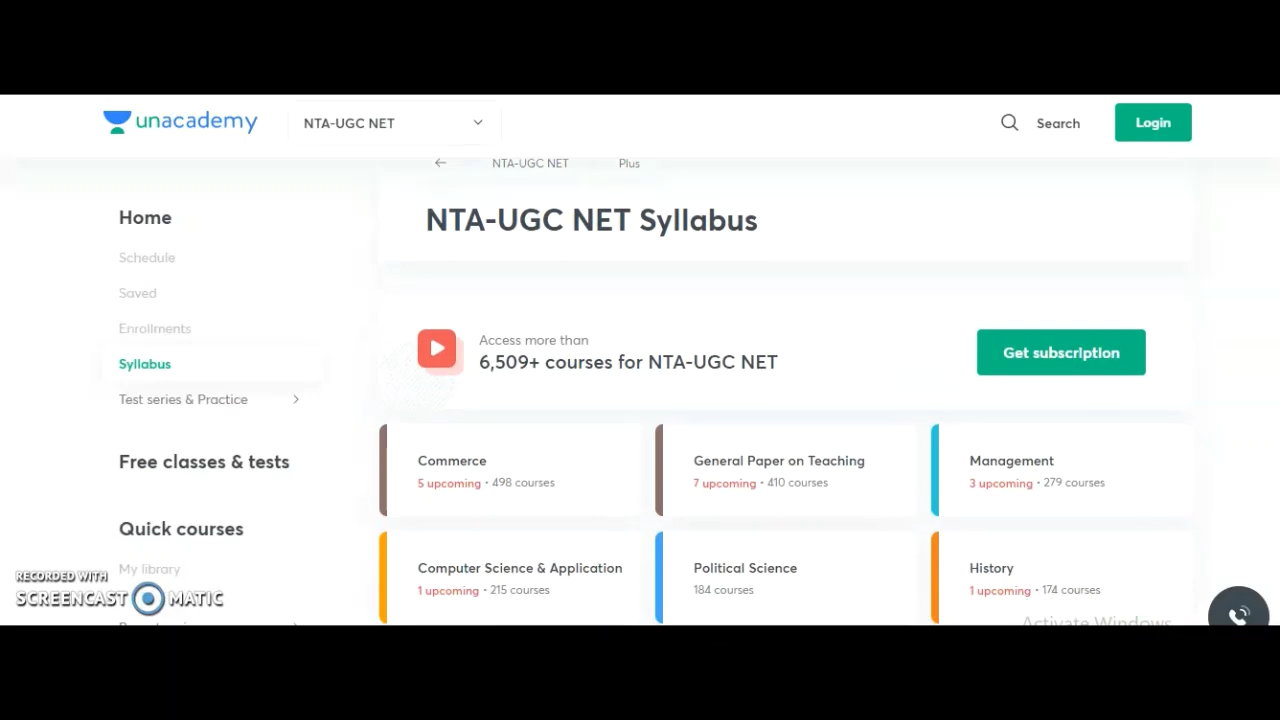 unacademy
NTA-UGC NET
Search
Login
NTA-UGC NET
Plus
Home
NTA-UGC NET Syllabus
Schedule
Saved
Enrollments
Syllabus
Test series & Practice
Free classes & tests
Quick courses
My library
Access more than
6,509+ courses for NTA-UGC NET
Get subscription
Commerce
5 upcoming • 498 courses
General Paper on Teaching
7 upcoming • 410 courses
Management
3 upcoming • 279 courses
Computer Science & Application
1 upcoming • 215 courses
Political Science
184 courses
History
1 upcoming • 174 courses
Activate Windows
RECORDED WITH
SCREENCAST MATIC